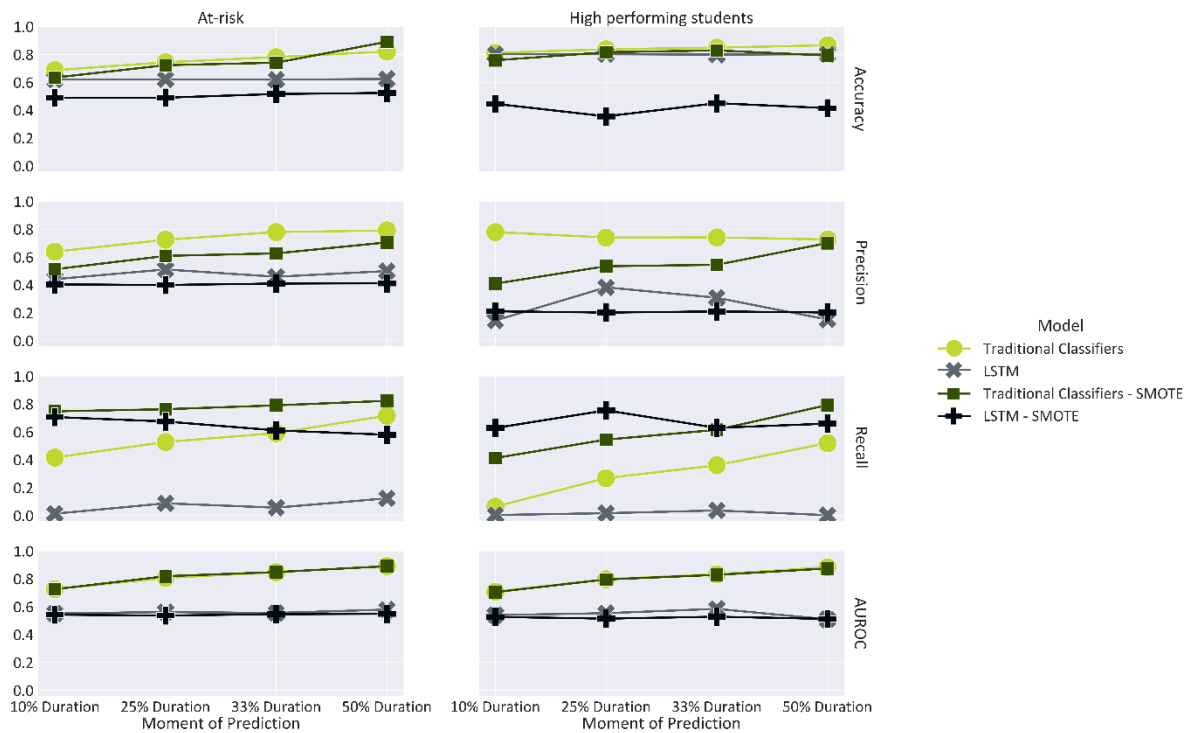 At-risk
High performing students
1.0
0.8
0.6
0.4
0.2
0.0
Accuracy
1.0
0.8
0.6
0.4
0.2
0.0
Precision
1.0
0.8
0.6
0.4
0.2
0.0
Recall
1.0
0.8
0.6
0.4
0.2
0.0
AUROC
10% Duration 25% Duration 33% Duration 50% Duration
Moment of Prediction
10% Duration 25% Duration 33% Duration 50% Duration
Moment of Prediction
Model
Traditional Classifiers
LSTM
Traditional Classifiers - SMOTE
LSTM - SMOTE